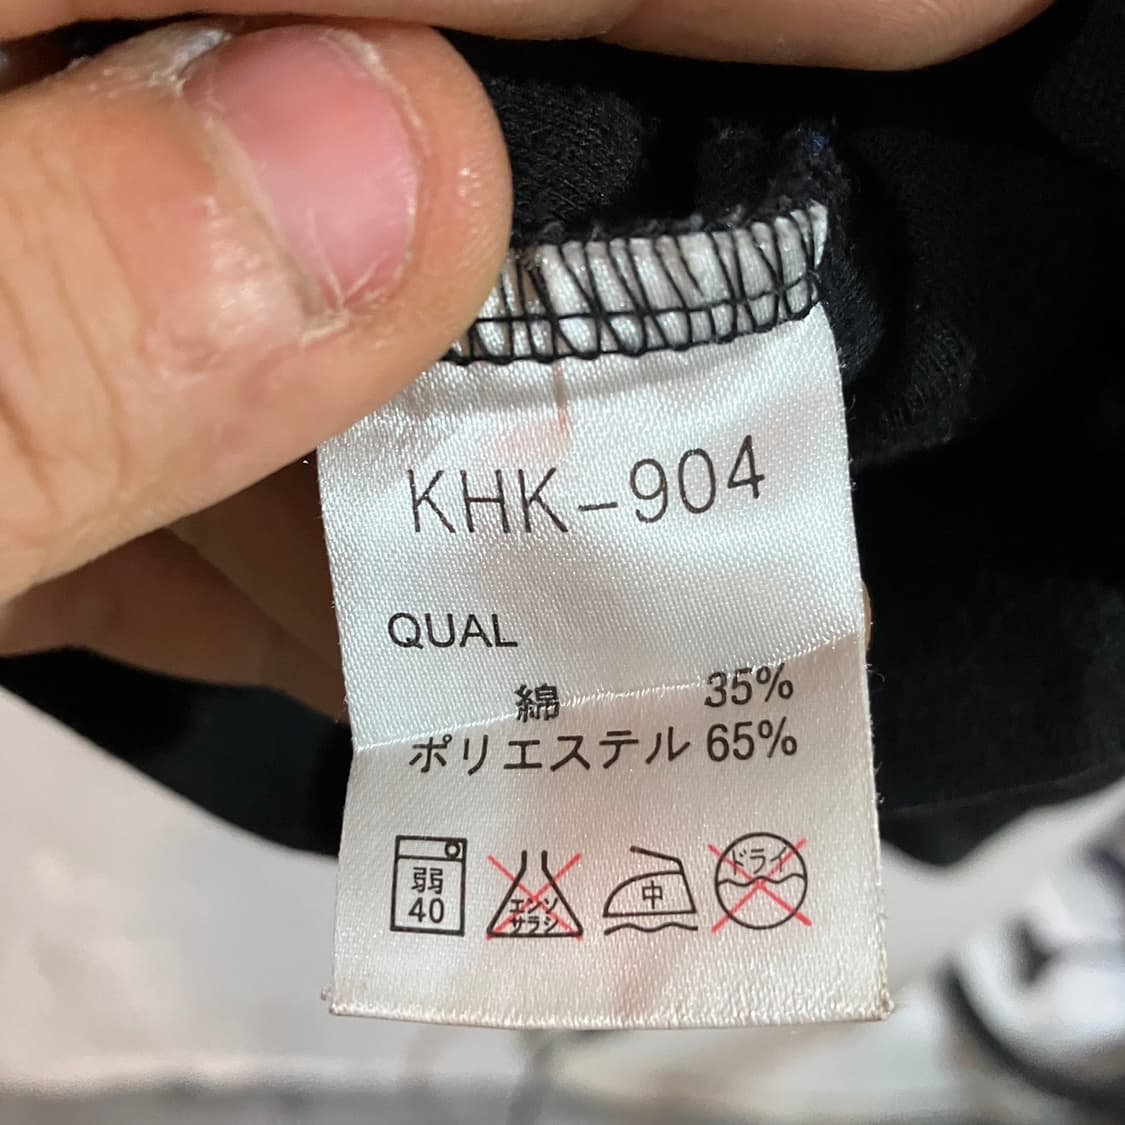 KHK-904
QUAL
綿 35%
ポリエステル 65%
弱 40
エンソサラシ
中
ドライ